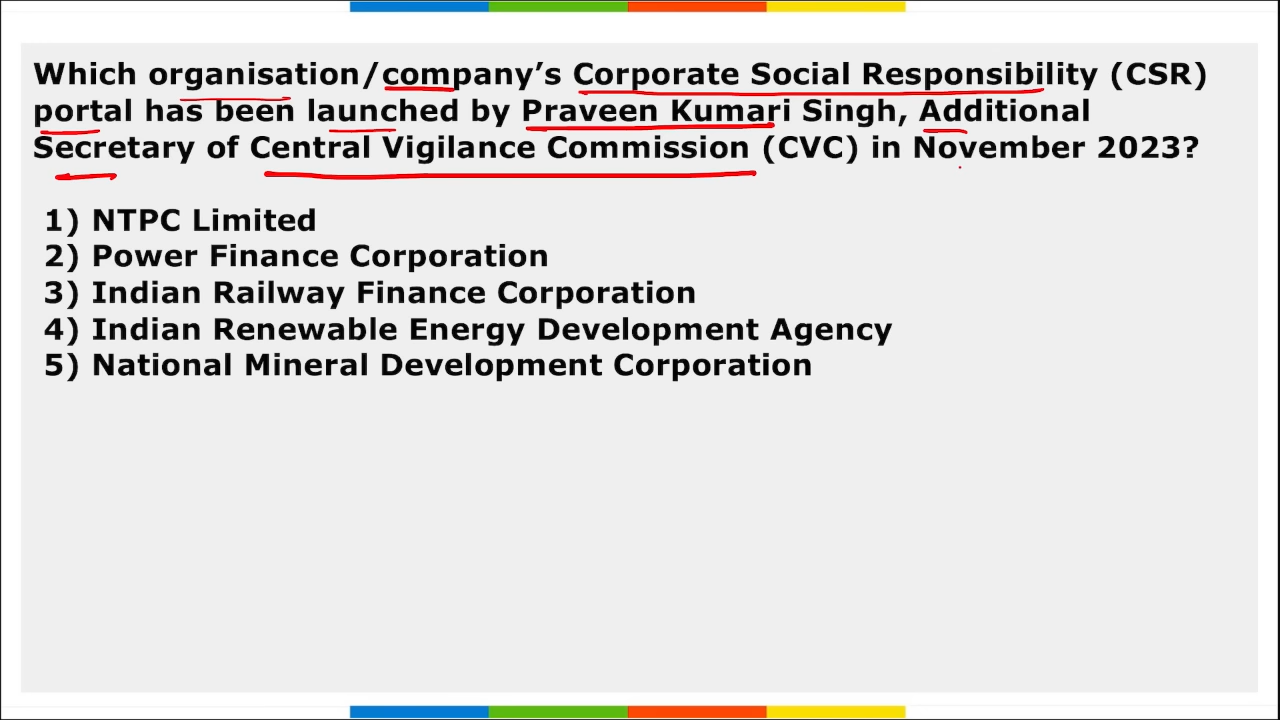 Which organisation/company’s Corporate Social Responsibility (CSR)
portal has been launched by Praveen Kumari Singh, Additional
Secretary of Central Vigilance Commission (CVC) in November 2023?
1) NTPC Limited
2) Power Finance Corporation
3) Indian Railway Finance Corporation
4) Indian Renewable Energy Development Agency
5) National Mineral Development Corporation